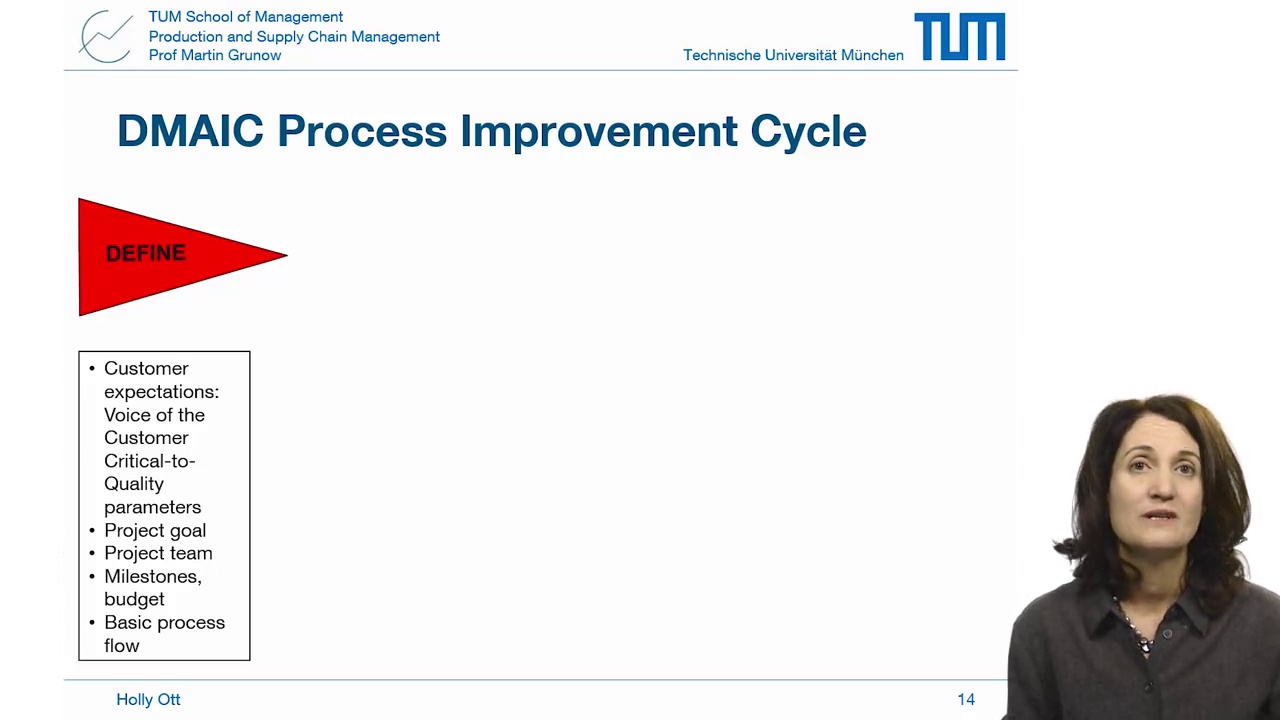 TUM School of Management
Production and Supply Chain Management
Prof Martin Grunow
Technische Universität München
TUM
DMAIC Process Improvement Cycle
DEFINE
• Customer
expectations:
Voice of the
Customer
Critical-to-
Quality
parameters
• Project goal
• Project team
• Milestones,
budget
• Basic process
flow
Holly Ott
14